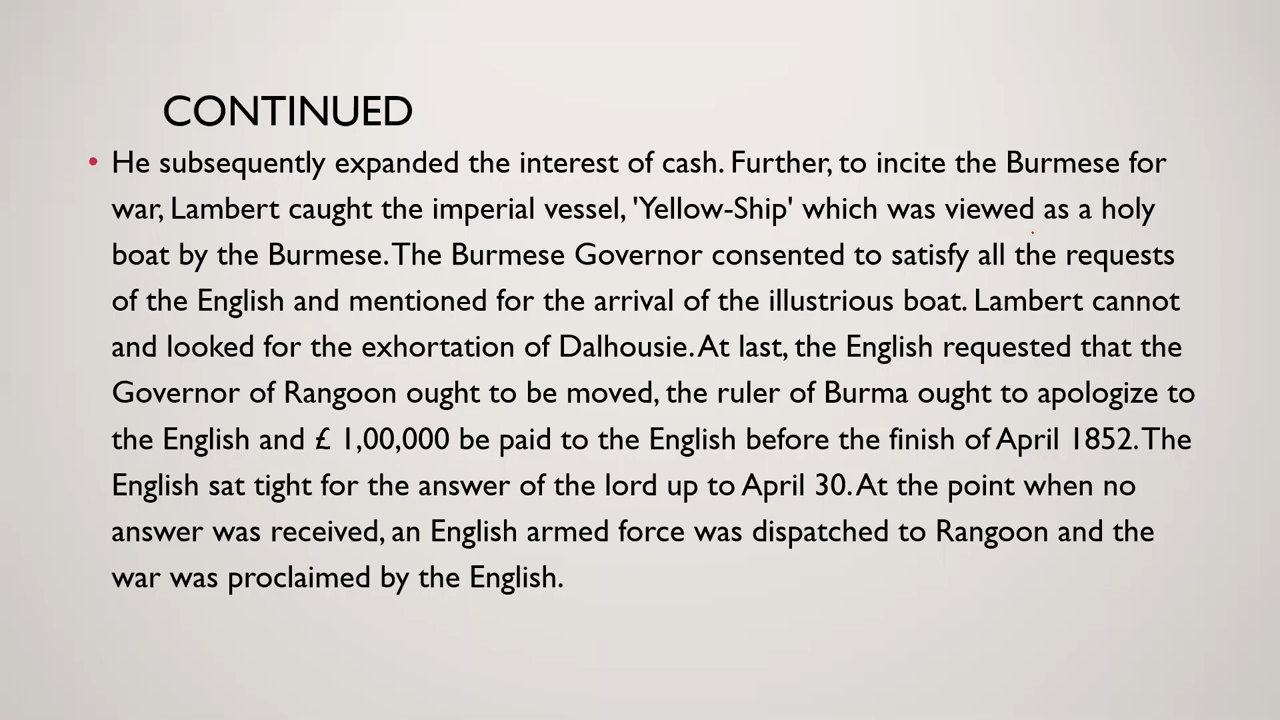 CONTINUED
• He subsequently expanded the interest of cash. Further, to incite the Burmese for
war, Lambert caught the imperial vessel, 'Yellow-Ship' which was viewed as a holy
boat by the Burmese. The Burmese Governor consented to satisfy all the requests
of the English and mentioned for the arrival of the illustrious boat. Lambert cannot
and looked for the exhortation of Dalhousie. At last, the English requested that the
Governor of Rangoon ought to be moved, the ruler of Burma ought to apologize to
the English and £ 1,00,000 be paid to the English before the finish of April 1852. The
English sat tight for the answer of the lord up to April 30. At the point when no
answer was received, an English armed force was dispatched to Rangoon and the
war was proclaimed by the English.